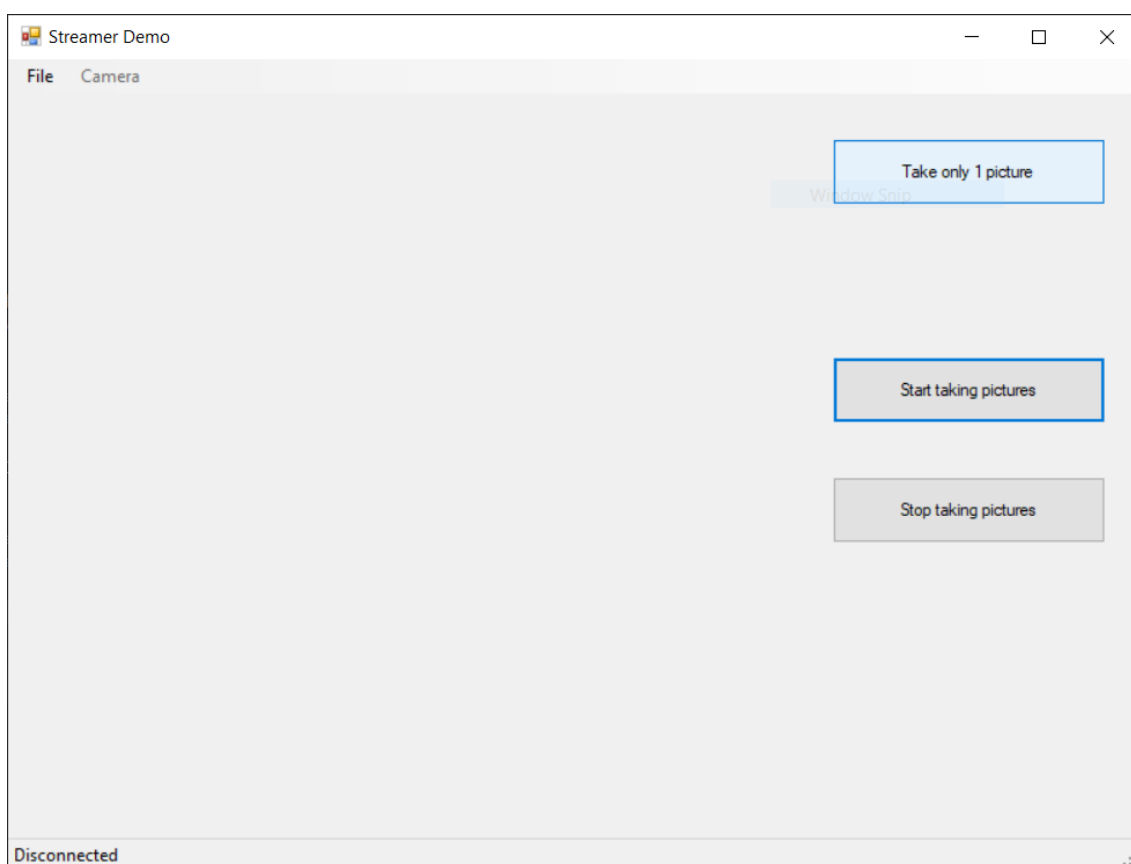 Streamer Demo
File Camera
Take only 1 picture
Window Snip
Start taking pictures
Stop taking pictures
Disconnected